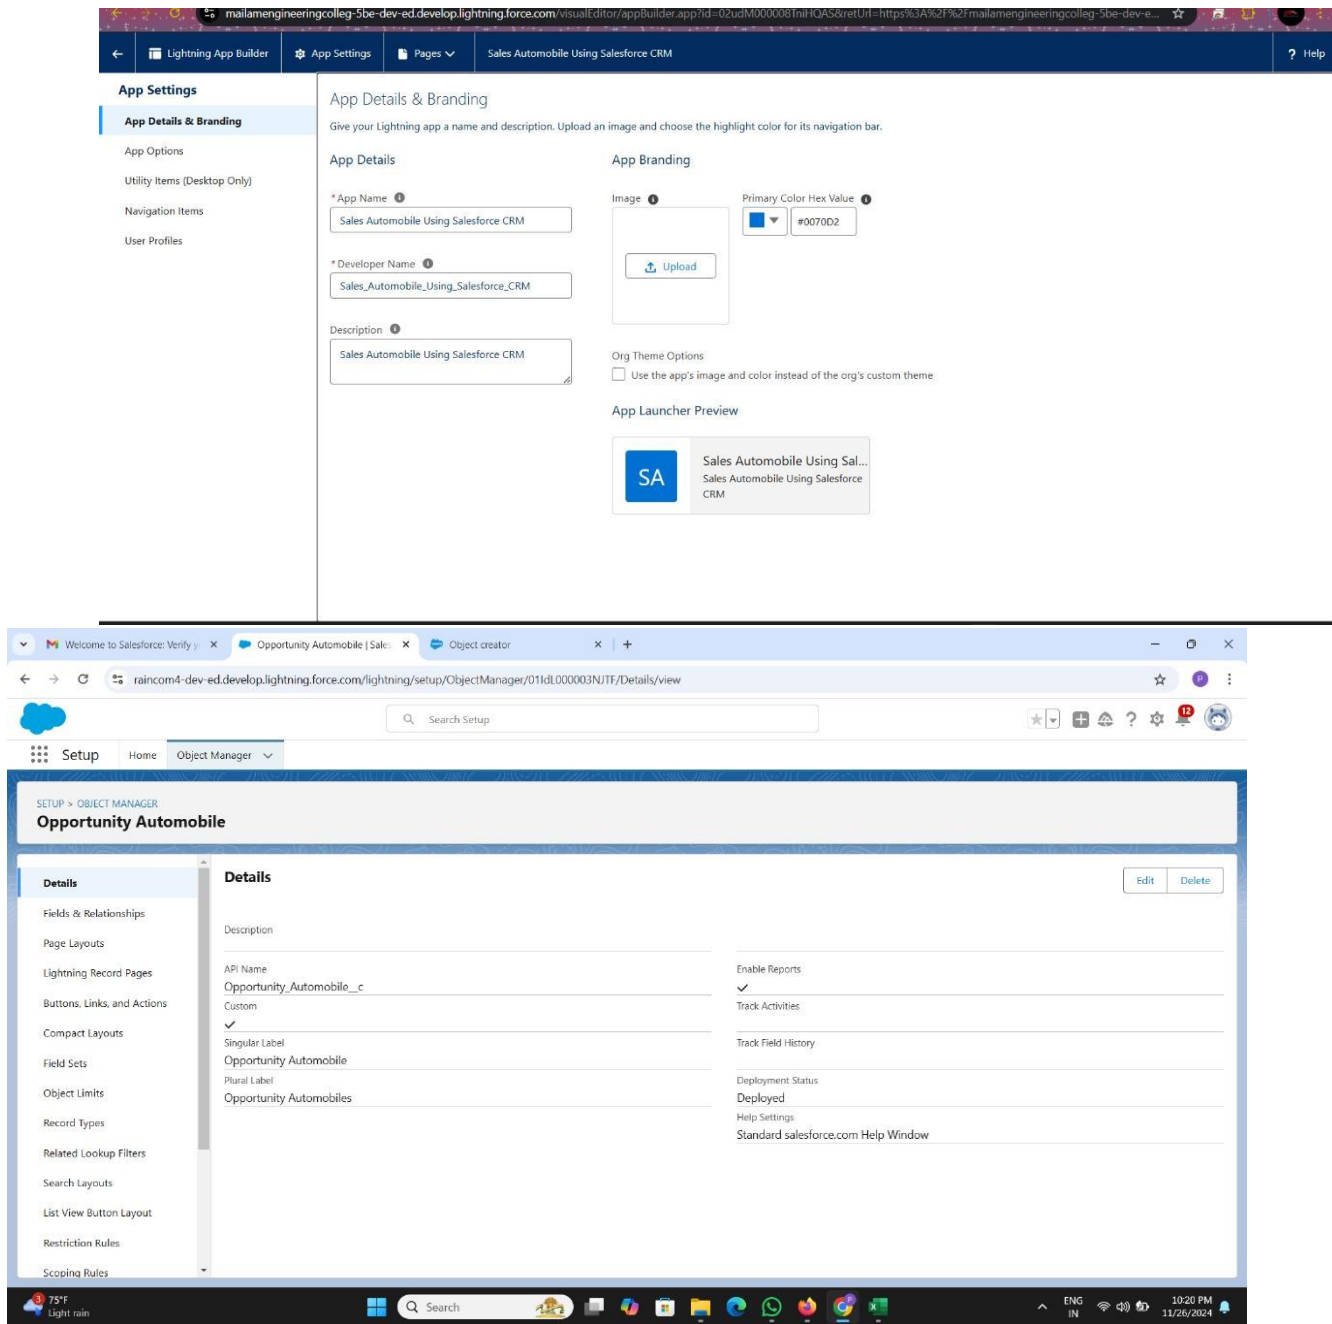 mailamengineeringcolleg-5be-dev-ed.develop.lightning.force.com/visualEditor/appBuilder.app?id=02udM000008TniHQAS&retUrl=https%3A%2F%2Fmailamengineeringcolleg-5be-dev-e...
Lightning App Builder App Settings Pages Sales Automobile Using Salesforce CRM ? Help
App Settings
App Details & Branding
App Options
Utility Items (Desktop Only)
Navigation Items
User Profiles
App Details & Branding
Give your Lightning app a name and description. Upload an image and choose the highlight color for its navigation bar.
App Details
* App Name
Sales Automobile Using Salesforce CRM
* Developer Name
Sales_Automobile_Using_Salesforce_CRM
Description
Sales Automobile Using Salesforce CRM
App Branding
Image
Upload
Primary Color Hex Value
#0070D2
Org Theme Options
Use the app's image and color instead of the org's custom theme
App Launcher Preview
SA
Sales Automobile Using Sal...
Sales Automobile Using Salesforce
CRM
Welcome to Salesforce: Verify y Opportunity Automobile | Sale Object creator
raincom4-dev-ed.develop.lightning.force.com/lightning/setup/ObjectManager/01IdL000003NJTF/Details/view P
Search Setup 12
Setup Home Object Manager
SETUP > OBJECT MANAGER
Opportunity Automobile
Details
Fields & Relationships
Page Layouts
Lightning Record Pages
Buttons, Links, and Actions
Compact Layouts
Field Sets
Object Limits
Record Types
Related Lookup Filters
Search Layouts
List View Button Layout
Restriction Rules
Scoping Rules
Details
Edit Delete
Description
API Name
Opportunity_Automobile__c
Custom
Singular Label
Opportunity Automobile
Plural Label
Opportunity Automobiles
Enable Reports
Track Activities
Track Field History
Deployment Status
Deployed
Help Settings
Standard salesforce.com Help Window
3 75°F
Light rain
Search
ENG
IN
10:20 PM
11/26/2024